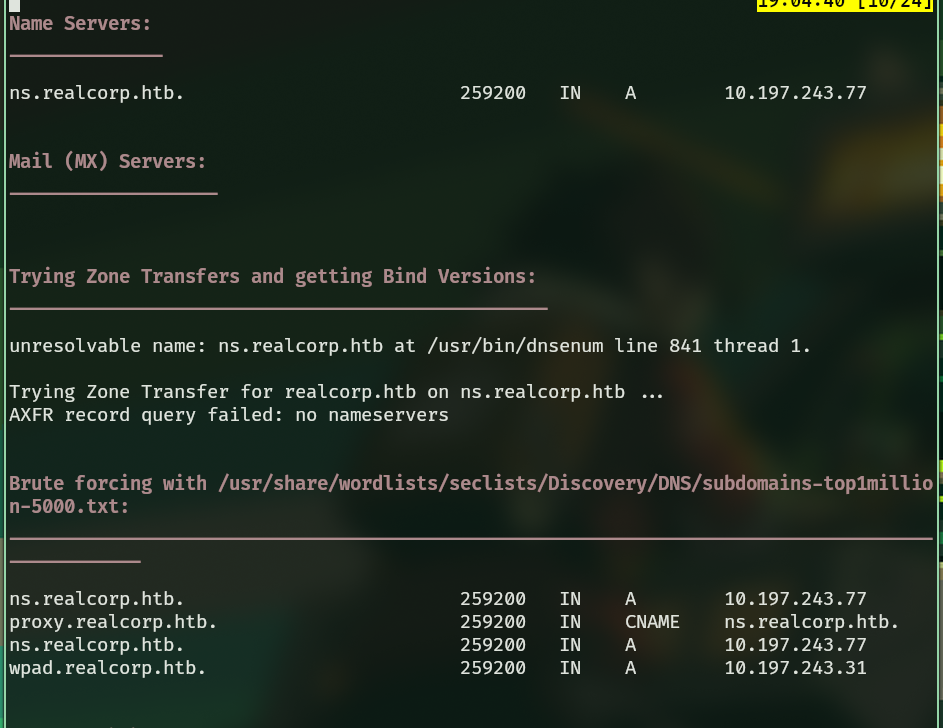 19:04:40 [10/24]
Name Servers:
ns.realcorp.htb. 259200 IN A 10.197.243.77
Mail (MX) Servers:
Trying Zone Transfers and getting Bind Versions:
unresolvable name: ns.realcorp.htb at /usr/bin/dnsenum line 841 thread 1.
Trying Zone Transfer for realcorp.htb on ns.realcorp.htb ...
AXFR record query failed: no nameservers
Brute forcing with /usr/share/wordlists/seclists/Discovery/DNS/subdomains-top1millio
n-5000.txt:
ns.realcorp.htb. 259200 IN A 10.197.243.77
proxy.realcorp.htb. 259200 IN CNAME ns.realcorp.htb.
ns.realcorp.htb. 259200 IN A 10.197.243.77
wpad.realcorp.htb. 259200 IN A 10.197.243.31